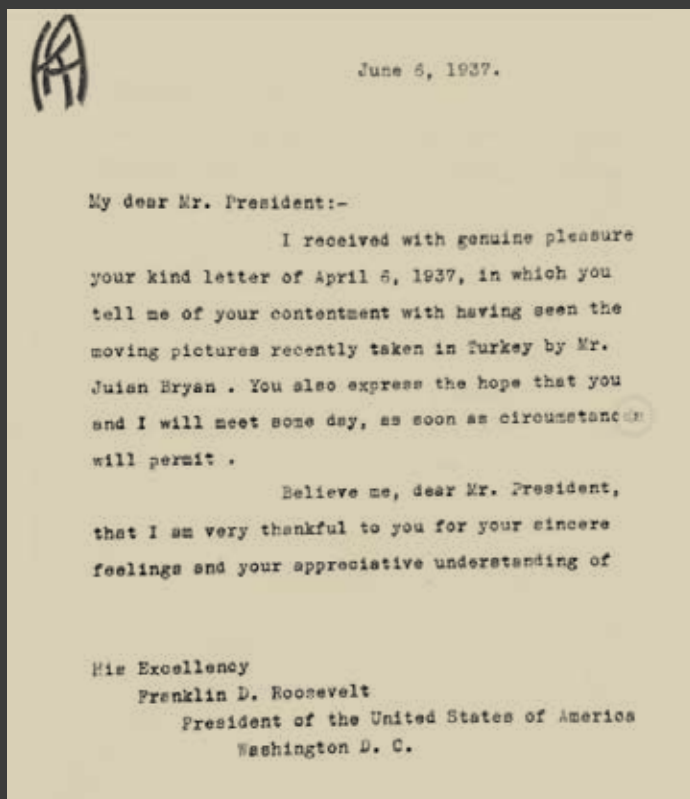 June 6, 1937.
My dear Mr. President:-
I received with genuine pleasure
your kind letter of April 6, 1937, in which you
tell me of your contentment with having seen the
moving pictures recently taken in Turkey by Mr.
Juian Bryan . You also express the hope that you
and I will meet some day, as soon as circumstances
will permit .
Believe me, dear Mr. President,
that I am very thankful to you for your sincere
feelings and your appreciative understanding of
His Excellency
Franklin D. Roosevelt
President of the United States of America
Washington D. C.